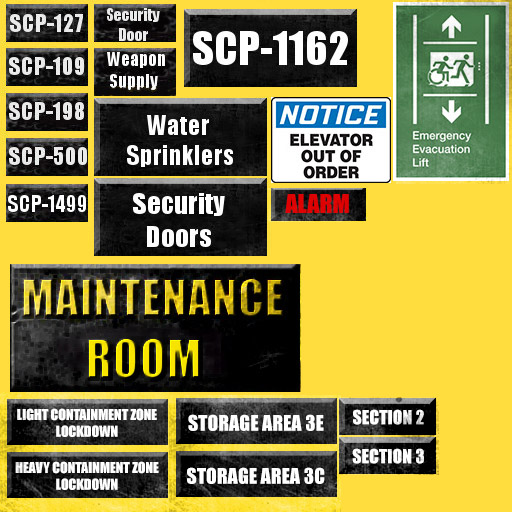 SCP-127
Security
Door
SCP-1162
SCP-109
Weapon
Supply
SCP-198
Water
Sprinklers
NOTICE
ELEVATOR
OUT OF
ORDER
Emergency
Evacuation
Lift
SCP-500
SCP-1499
Security
Doors
ALARM
MAINTENANCE
ROOM
LIGHT CONTAINMENT ZONE
LOCKDOWN
STORAGE AREA 3E
SECTION 2
HEAVY CONTAINMENT ZONE
LOCKDOWN
STORAGE AREA 3C
SECTION 3